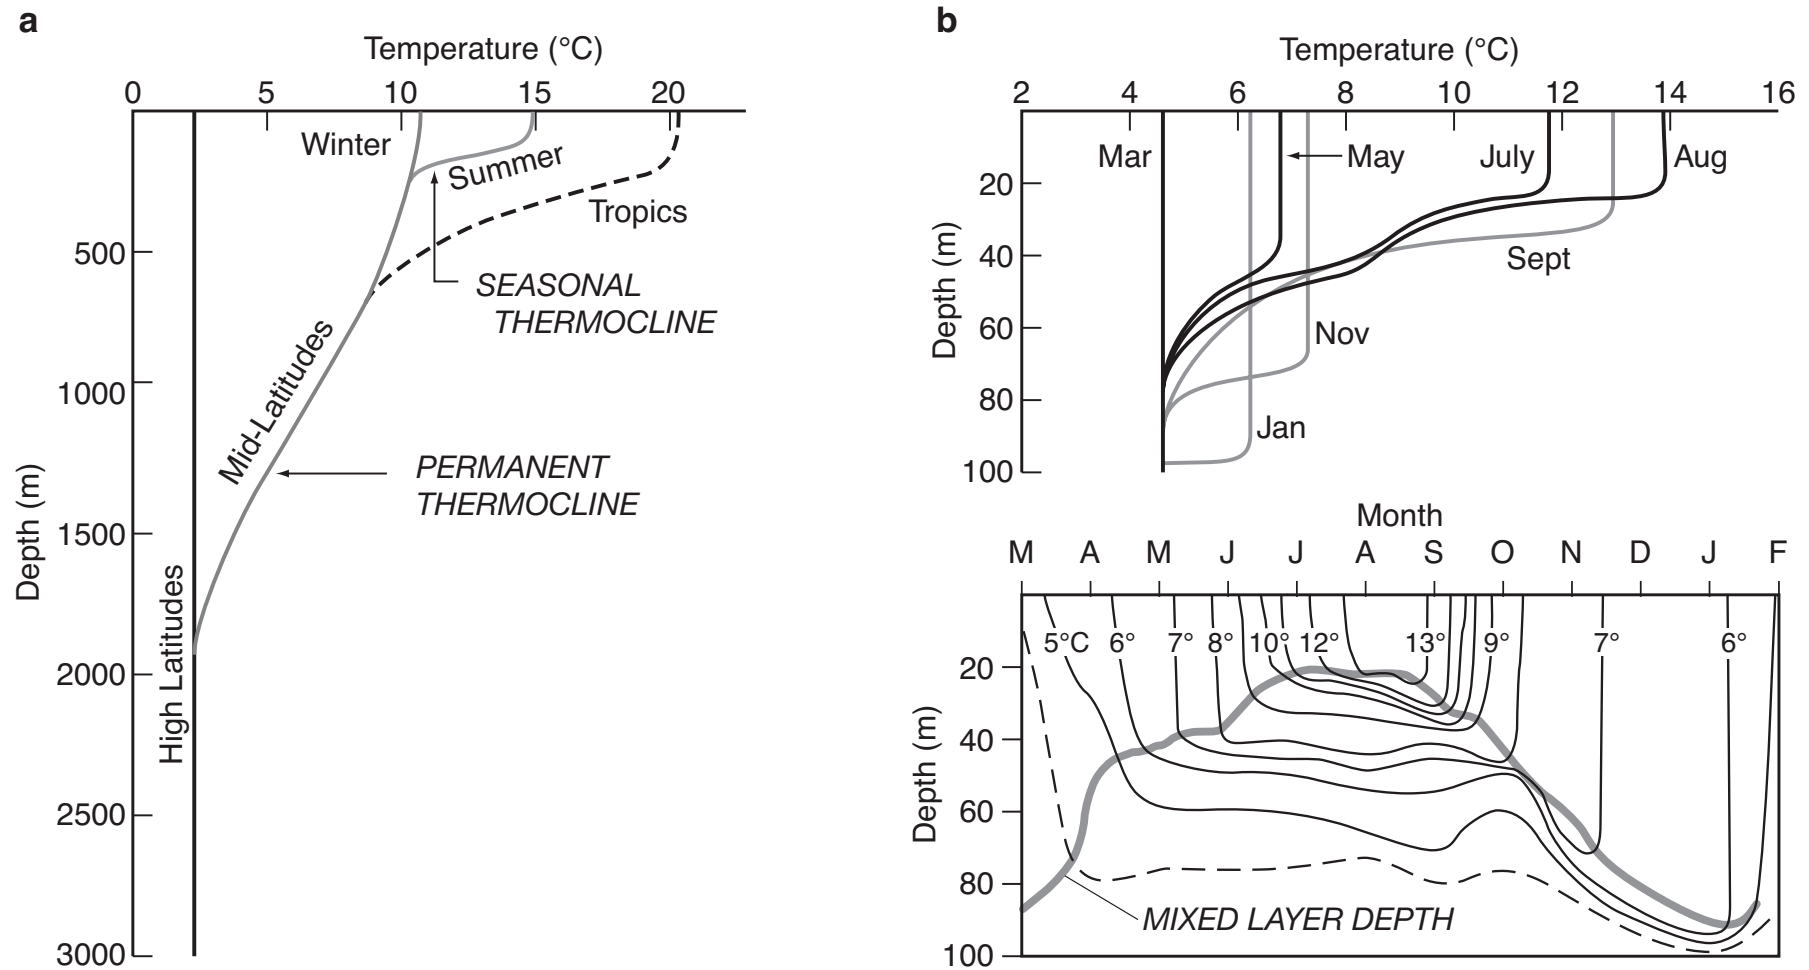 a
Temperature (°C)
0 5 10 15 20
Winter
Summer
Tropics
SEASONAL
THERMOCLINE
Mid-Latitudes
PERMANENT
THERMOCLINE
High Latitudes
Depth (m)
500
1000
1500
2000
2500
3000
b
Temperature (°C)
2 4 6 8 10 12 14 16
Mar
May
July
Aug
Sept
Nov
Jan
Depth (m)
20
40
60
80
100
Month
M A M J J A S O N D J F
5°C 6° 7° 8° 10° 12° 13° 9° 7° 6°
Depth (m)
20
40
60
80
100
MIXED LAYER DEPTH